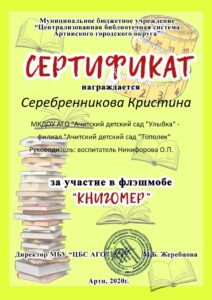 Муниципальное бюджетное учреждение
"Централизованная библиотечная система
Артинского городского округа"
СЕРТИФИКАТ
награждается
Серебренникова Кристина
МКДОУ АГО "Ачитский детский сад "Улыбка" -
филиал "Ачитский детский сад "Тополек"
Руководитель: воспитатель Никифорова О.П.
за участие в флэшмобе
"КНИГОМЕР"
Директор МБУ "ЦБС АГО" М.Б. Жеребцова
Арти, 2020г.